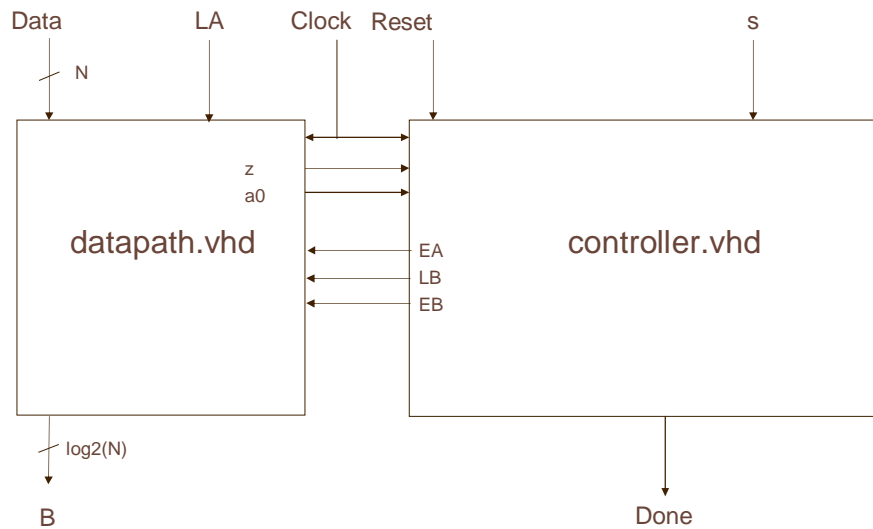 Data LA Clock Reset s
N
z
a0
datapath.vhd controller.vhd
EA
LB
EB
log2(N)
B Done